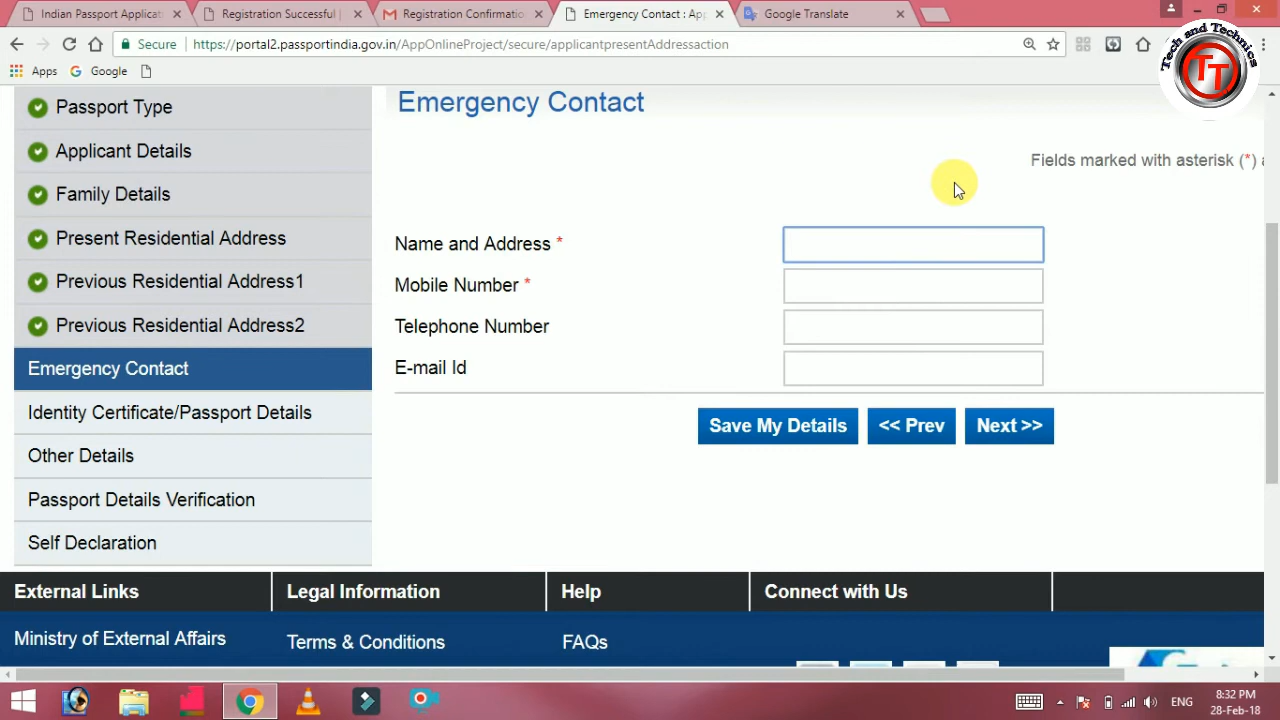 Indian Passport Applicat
Registration Successful |
Registration Confirmatio
Emergency Contact : App
Google Translate
Secure
https://portal2.passportindia.gov.in/AppOnlineProject/secure/applicantpresentAddressaction
Apps
Google
Tech and Technics
TT
Passport Type
Applicant Details
Family Details
Present Residential Address
Previous Residential Address1
Previous Residential Address2
Emergency Contact
Identity Certificate/Passport Details
Other Details
Passport Details Verification
Self Declaration
Emergency Contact
Fields marked with asterisk (*) a
Name and Address *
Mobile Number *
Telephone Number
E-mail Id
Save My Details
<< Prev
Next >>
External Links
Legal Information
Help
Connect with Us
Ministry of External Affairs
Terms & Conditions
FAQs
ENG
8:32 PM
28-Feb-18